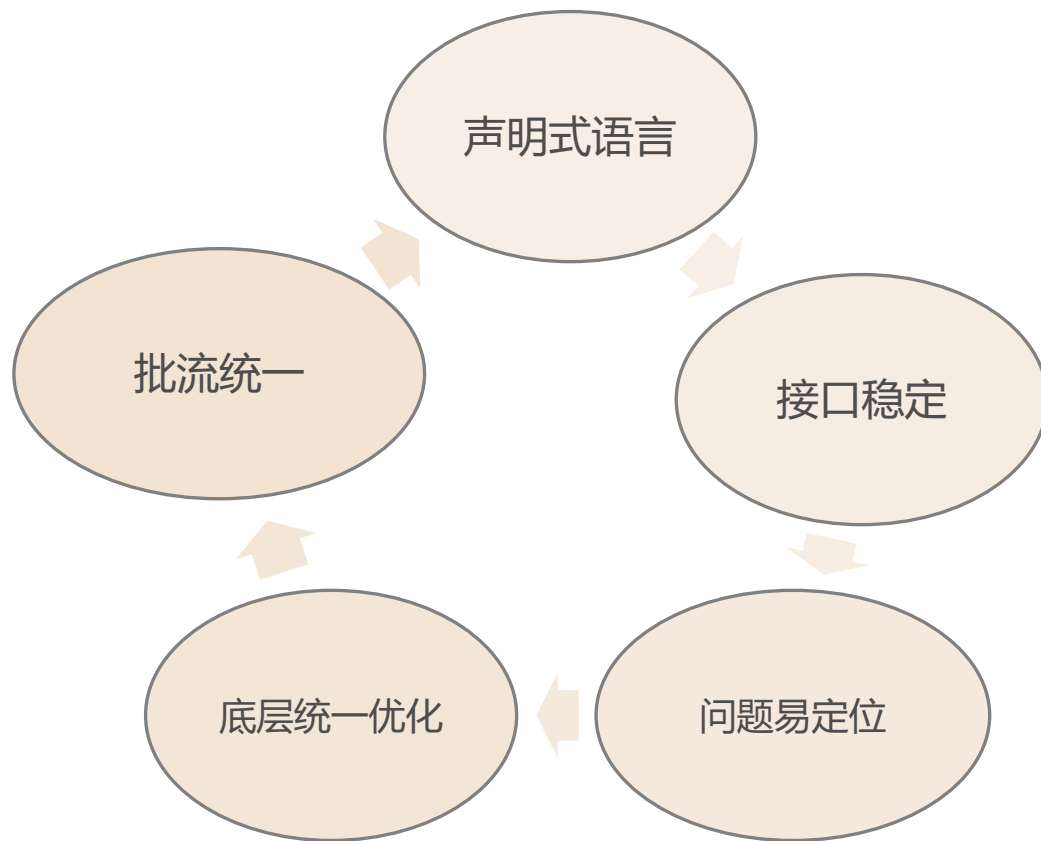 声明式语言
接口稳定
问题易定位
底层统一优化
批流统一